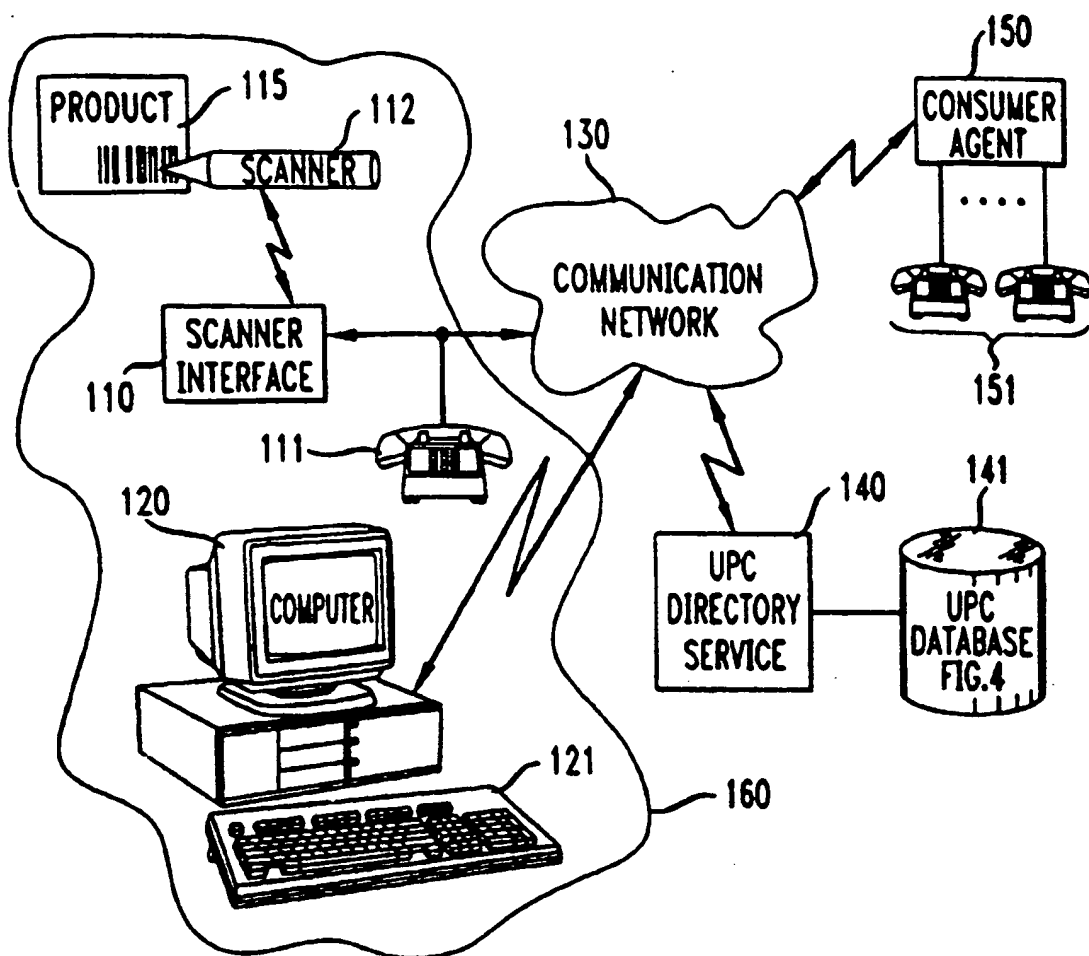 PRODUCT
115
112
SCANNER
SCANNER
INTERFACE
110
111
120
COMPUTER
121
160
130
COMMUNICATION
NETWORK
150
CONSUMER
AGENT
....
151
140
UPC
DIRECTORY
SERVICE
141
UPC
DATABASE
FIG.4